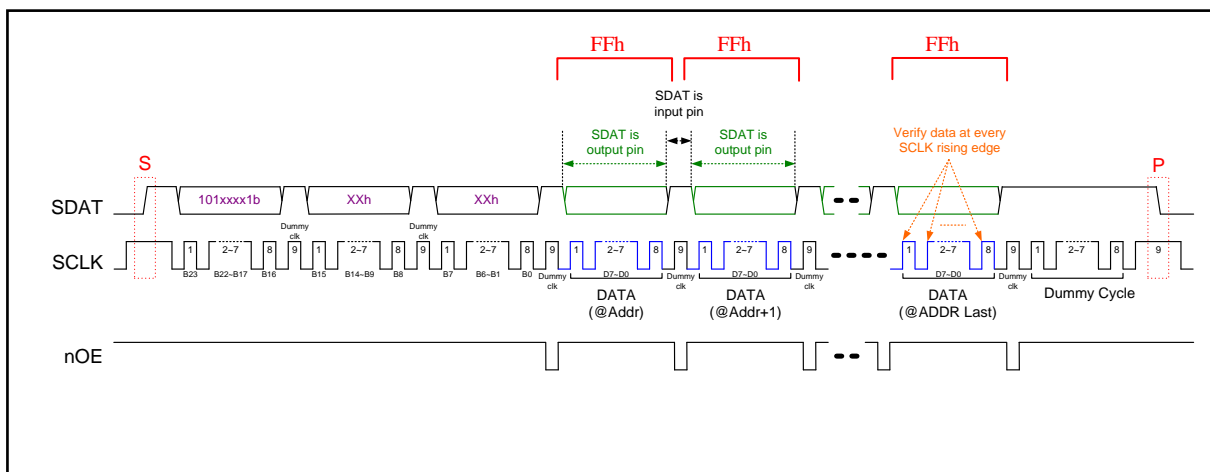 FFh FFh FFh
SDAT is
input pin
SDAT is
output pin
SDAT is
output pin
Verify data at every
SCLK rising edge
S
P
SDAT
101xxxx1b XXh XXh
Dummy
clk
Dummy
clk
SCLK
1 2~7 8 9 1 2~7 8 9 1 2~7 8 9 1 2~7 8 9 1 2~7 8 9 1 2~7 8 9 1 2~7 8 9
B23 B22~B17 B16 B15 B14~B9 B8 B7 B6~B1 B0
Dummy
clk
D7~D0
Dummy
clk
D7~D0
Dummy
clk
D7~D0
Dummy
clk
DATA
(@Addr)
DATA
(@Addr+1)
DATA
(@ADDR Last)
Dummy Cycle
nOE